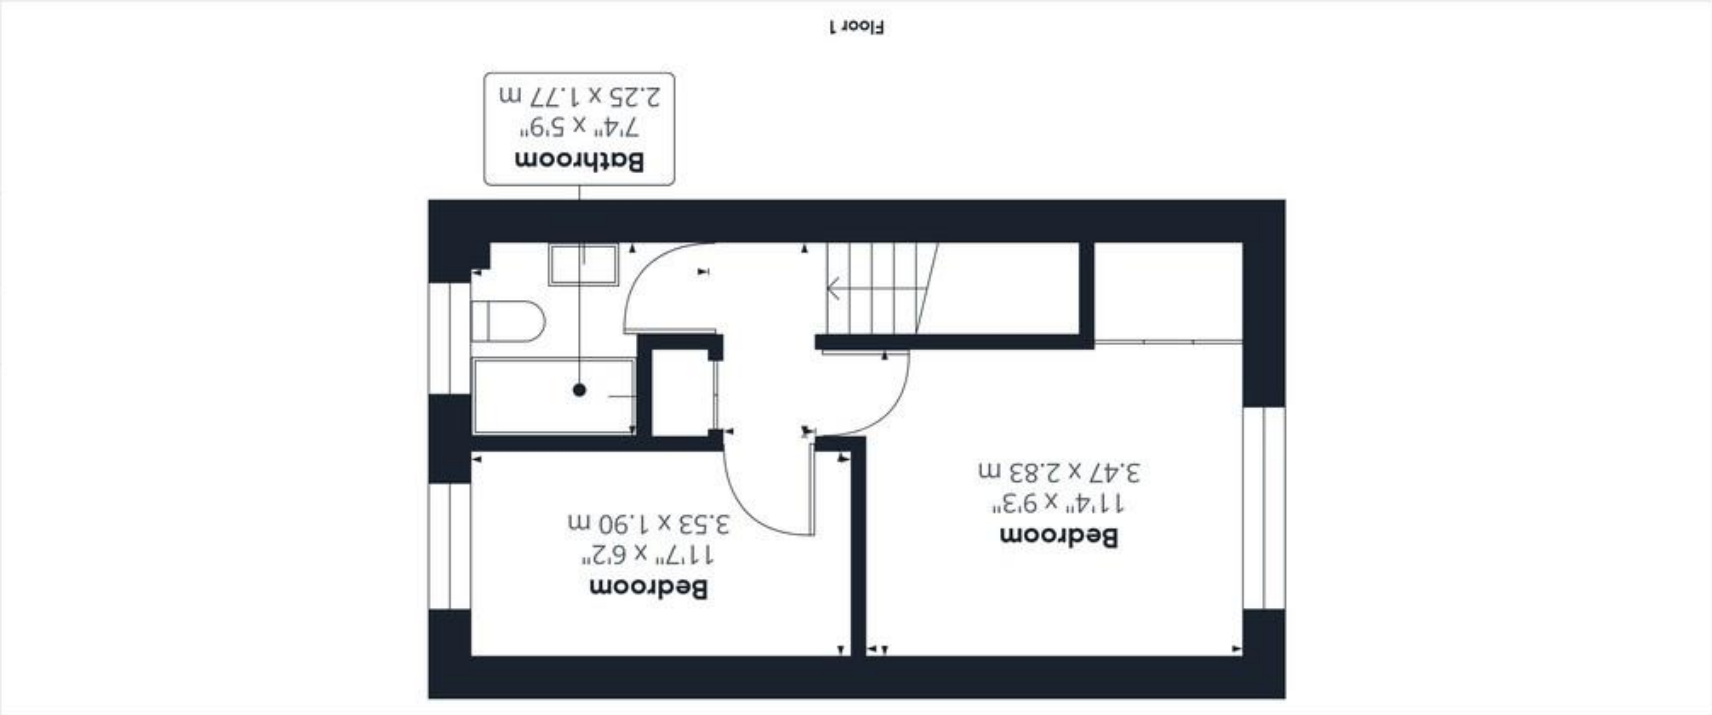 Bedroom
11'7" x 6'2"
3.53 x 1.90 m
Bedroom
11'4" x 9'3"
3.47 x 2.83 m
Bathroom
7'4" x 5'9"
2.25 x 1.77 m
Floor 1